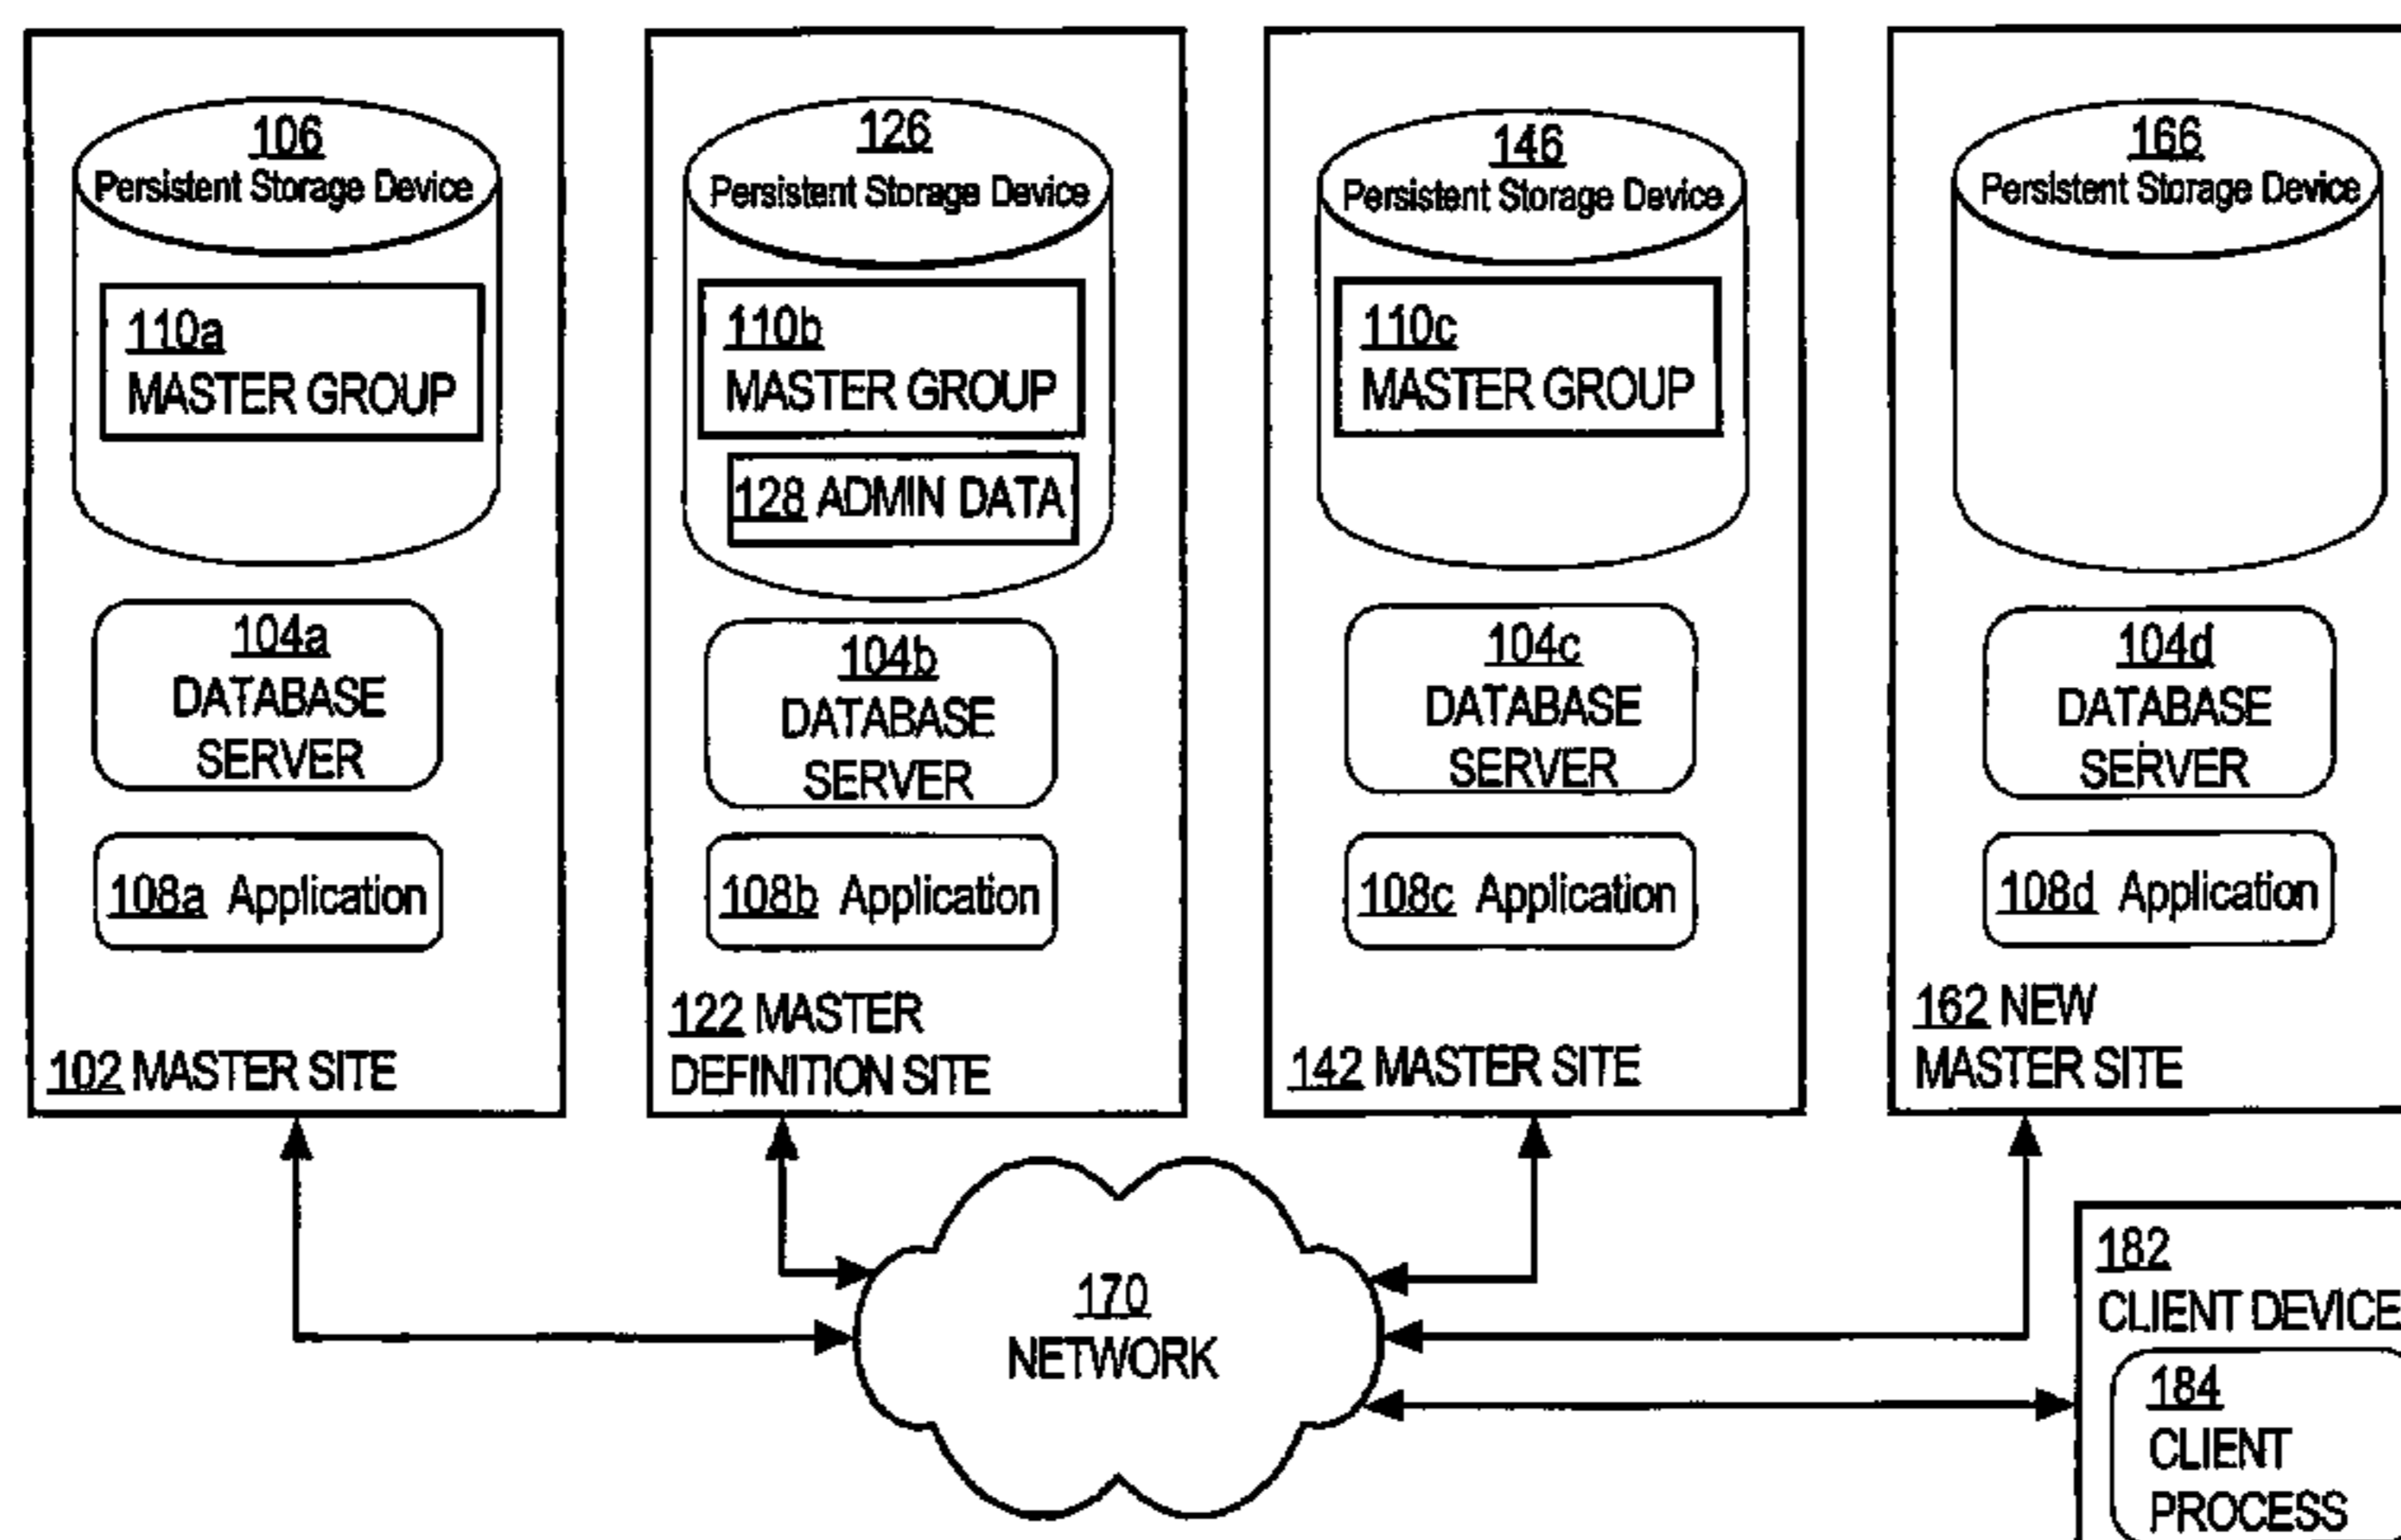 106
Persistent Storage Device
110a
MASTER GROUP
104a
DATABASE
SERVER
108a Application
102 MASTER SITE
126
Persistent Storage Device
110b
MASTER GROUP
128 ADMIN DATA
104b
DATABASE
SERVER
108b Application
122 MASTER
DEFINITION SITE
146
Persistent Storage Device
110c
MASTER GROUP
104c
DATABASE
SERVER
108c Application
142 MASTER SITE
166
Persistent Storage Device
104d
DATABASE
SERVER
108d Application
162 NEW
MASTER SITE
170
NETWORK
182
CLIENT DEVICE
184
CLIENT
PROCESS